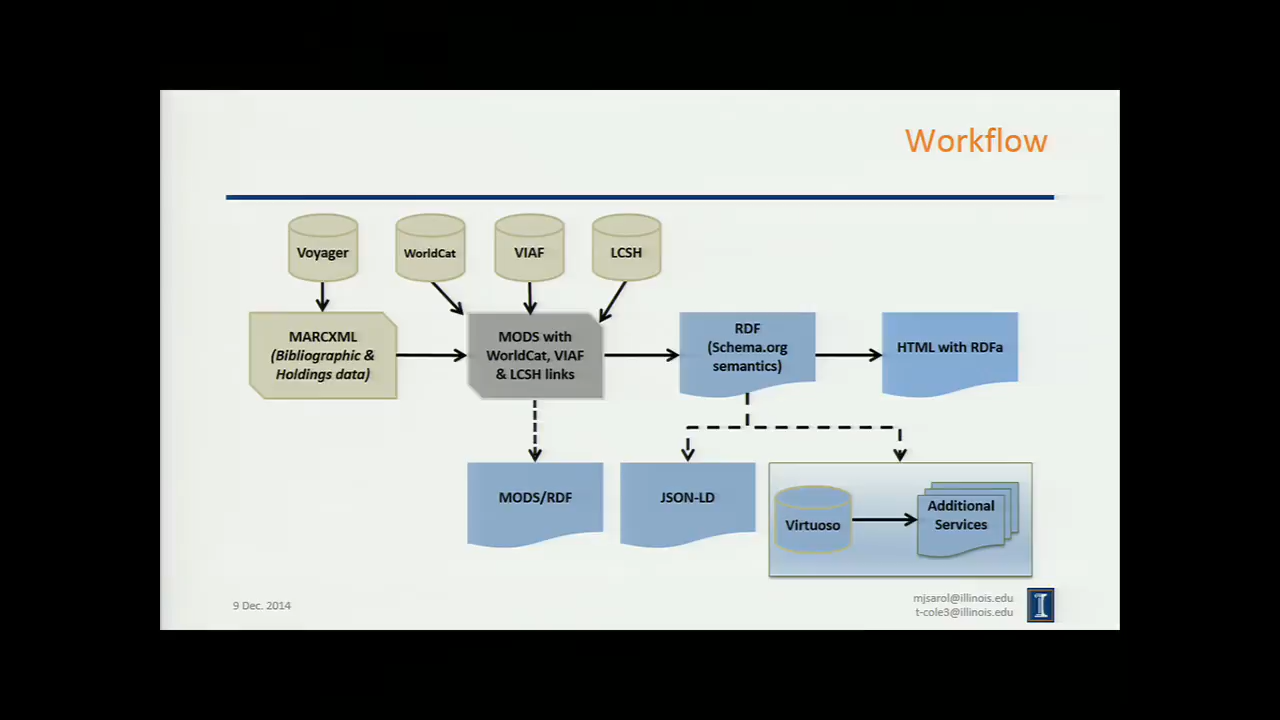 Workflow
Voyager
WorldCat
VIAF
LCSH
MARCXML
(Bibliographic &
Holdings data)
MODS with
WorldCat, VIAF
& LCSH links
RDF
(Schema.org
semantics)
HTML with RDFa
MODS/RDF
JSON-LD
Virtuoso
Additional
Services
9 Dec. 2014
mjsarol@illinois.edu
t-cole3@illinois.edu
I